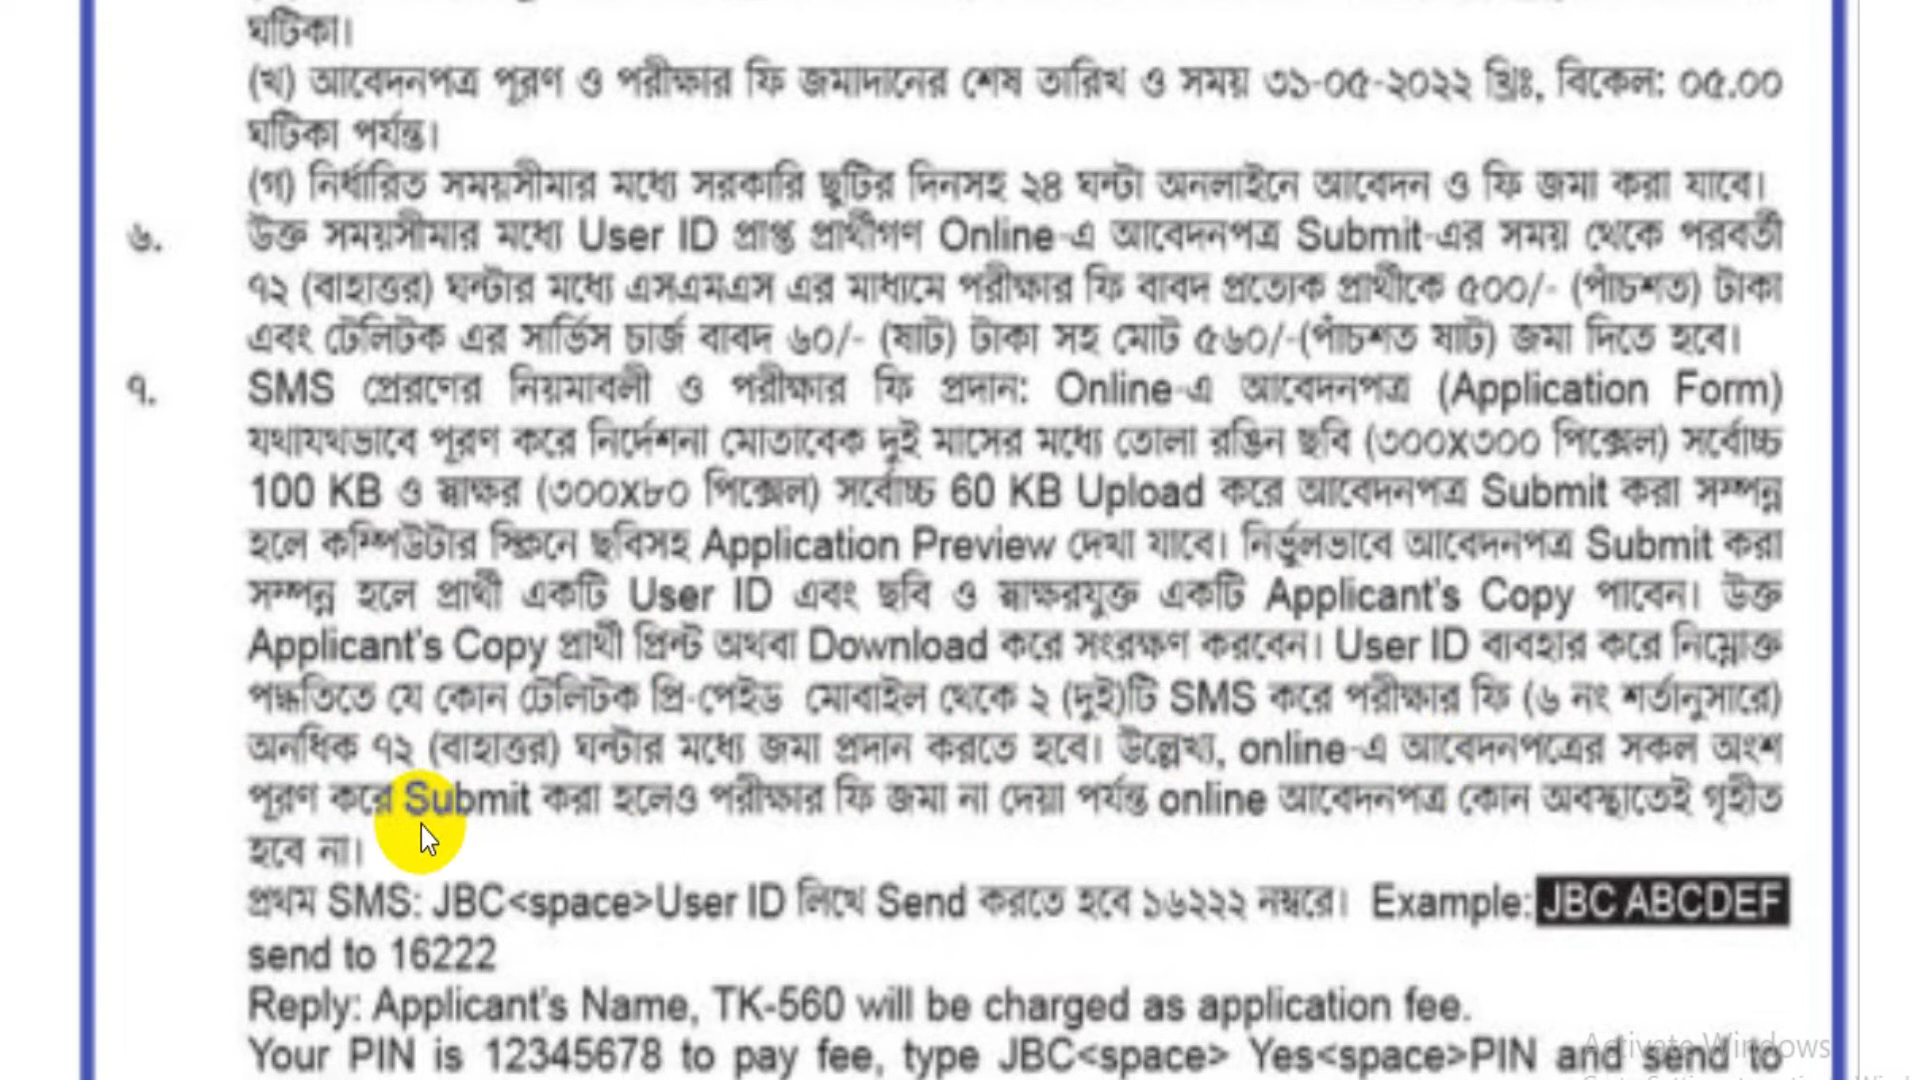 ঘটিকা।
(খ) আবেদনপত্র পূরণ ও পরীক্ষার ফি জমাদানের শেষ তারিখ ও সময় ৩১-০৫-২০২২ খ্রিঃ, বিকেল: ০৫.০০
ঘটিকা পর্যন্ত।
(গ) নির্ধারিত সময়সীমার মধ্যে সরকারি ছুটির দিনসহ ২৪ ঘন্টা অনলাইনে আবেদন ও ফি জমা করা যাবে।
৬. উক্ত সময়সীমার মধ্যে User ID প্রাপ্ত প্রার্থীগণ Online-এ আবেদনপত্র Submit-এর সময় থেকে পরবর্তী
৭২ (বাহাত্তর) ঘন্টার মধ্যে এসএমএস এর মাধ্যমে পরীক্ষার ফি বাবদ প্রত্যেক প্রার্থীকে ৫০০/- (পাঁচশত) টাকা
এবং টেলিটক এর সার্ভিস চার্জ বাবদ ৬০/- (ষাট) টাকা সহ মোট ৫৬০/-(পাঁচশত ষাট) জমা দিতে হবে।
৭. SMS প্রেরণের নিয়মাবলী ও পরীক্ষার ফি প্রদান: Online-এ আবেদনপত্র (Application Form)
যথাযথভাবে পূরণ করে নির্দেশনা মোতাবেক দুই মাসের মধ্যে তোলা রঙিন ছবি (৩০০x৩০০ পিক্সেল) সর্বোচ্চ
100 KB ও স্বাক্ষর (৩০০x৮০ পিক্সেল) সর্বোচ্চ 60 KB Upload করে আবেদনপত্র Submit করা সম্পন্ন
হলে কম্পিউটার স্ক্রিনে ছবিসহ Application Preview দেখা যাবে। নির্ভুলভাবে আবেদনপত্র Submit করা
সম্পন্ন হলে প্রার্থী একটি User ID এবং ছবি ও স্বাক্ষরযুক্ত একটি Applicant's Copy পাবেন। উক্ত
Applicant's Copy প্রার্থী প্রিন্ট অথবা Download করে সংরক্ষণ করবেন। User ID ব্যবহার করে নিম্নোক্ত
পদ্ধতিতে যে কোন টেলিটক প্রি-পেইড মোবাইল থেকে ২ (দুই)টি SMS করে পরীক্ষার ফি (৬ নং শর্তানুসারে)
অনধিক ৭২ (বাহাত্তর) ঘন্টার মধ্যে জমা প্রদান করতে হবে। উল্লেখ্য, online-এ আবেদনপত্রের সকল অংশ
পূরণ করে Submit করা হলেও পরীক্ষার ফি জমা না দেয়া পর্যন্ত online আবেদনপত্র কোন অবস্থাতেই গৃহীত
হবে না।
প্রথম SMS: JBC<space>User ID লিখে Send করতে হবে ১৬২২২ নম্বরে। Example: JBC ABCDEF
send to 16222
Reply: Applicant's Name, TK-560 will be charged as application fee.
Your PIN is 12345678 to pay fee, type JBC<space> Yes<space>PIN and send to
Activate Windows